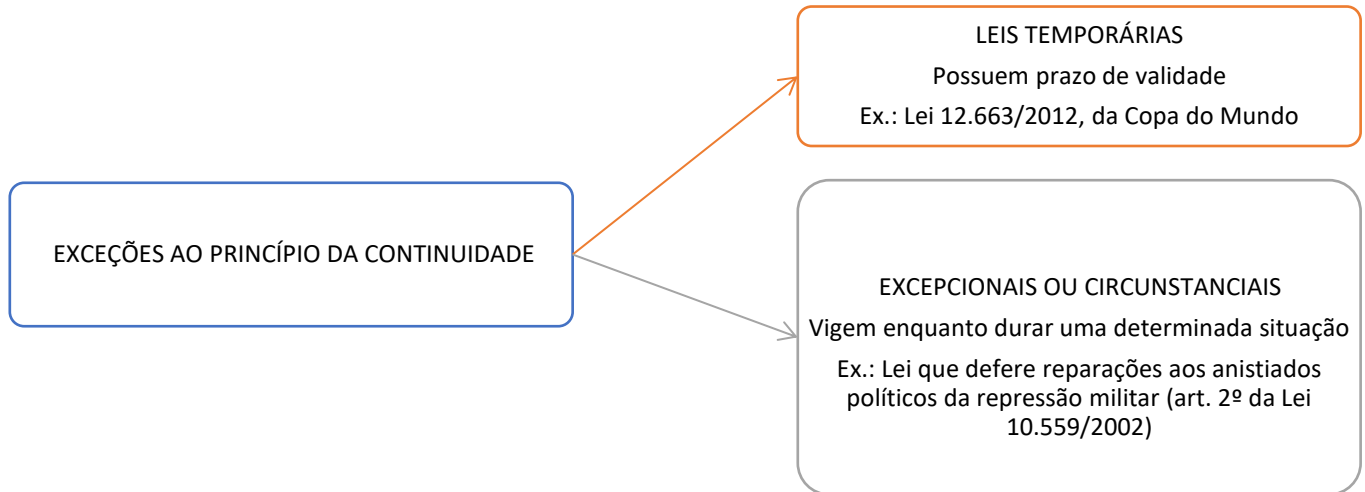 LEIS TEMPORÁRIAS
Possuem prazo de validade
Ex.: Lei 12.663/2012, da Copa do Mundo
EXCEÇÕES AO PRINCÍPIO DA CONTINUIDADE
EXCEPCIONAIS OU CIRCUNSTANCIAIS
Vigem enquanto durar uma determinada situação
Ex.: Lei que defere reparações aos anistiados
políticos da repressão militar (art. 2º da Lei
10.559/2002)